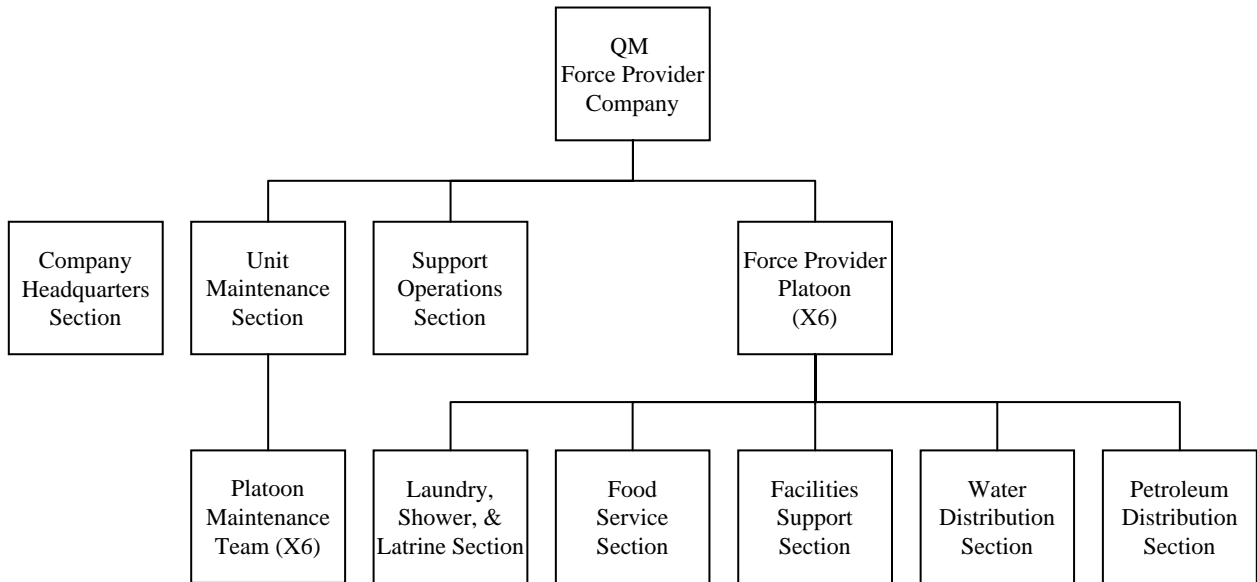 QM
Force Provider
Company
Company
Headquarters
Section
Unit
Maintenance
Section
Support
Operations
Section
Force Provider
Platoon
(X6)
Platoon
Maintenance
Team (X6)
Laundry,
Shower, &
Latrine Section
Food
Service
Section
Facilities
Support
Section
Water
Distribution
Section
Petroleum
Distribution
Section